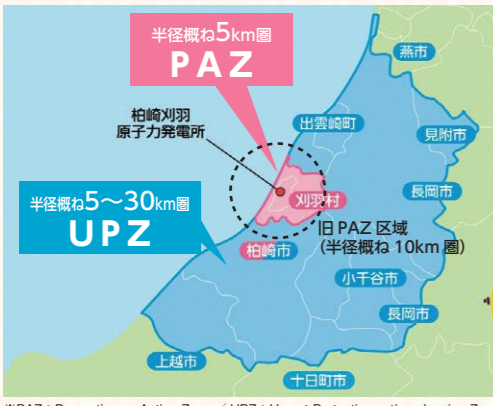 半径概ね5km圏
PAZ
燕市
柏崎刈羽
原子力発電所
出雲崎町
見附市
長岡市
刈羽村
半径概ね5〜30km圏
UPZ
旧PAZ区域
(半径概ね10km圏)
柏崎市
小千谷市
長岡市
上越市
十日町市